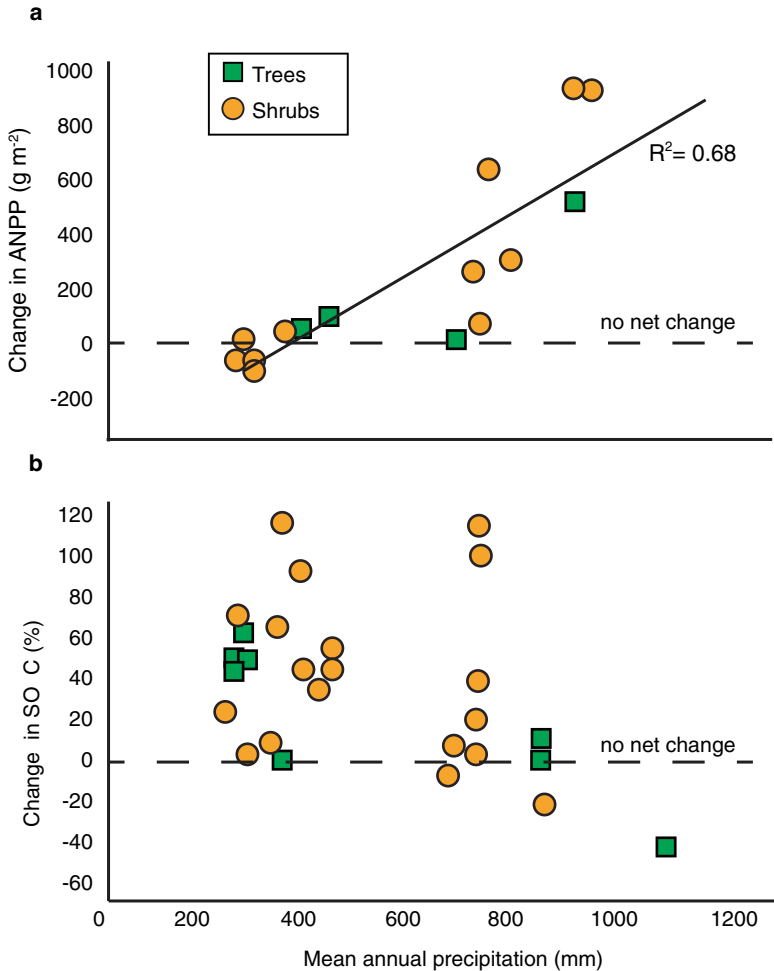 a
1000
800
600
400
200
0
-200
Change in ANPP (g m-2)
Trees
Shrubs
R2= 0.68
no net change
b
120
100
80
60
40
20
0
-20
-40
-60
Change in SO C (%)
no net change
0 200 400 600 800 1000 1200
Mean annual precipitation (mm)